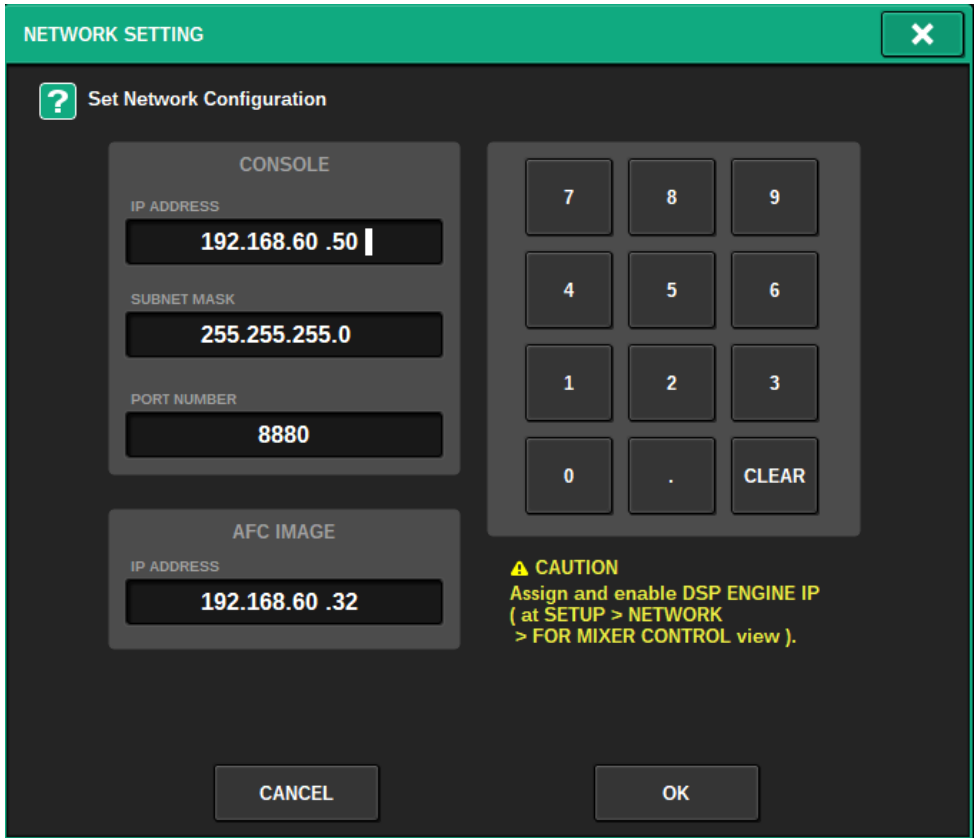 NETWORK SETTING
?
Set Network Configuration
CONSOLE
IP ADDRESS
192.168.60 .50
SUBNET MASK
255.255.255.0
PORT NUMBER
8880
AFC IMAGE
IP ADDRESS
192.168.60 .32
7 8 9
4 5 6
1 2 3
0 . CLEAR
CAUTION
Assign and enable DSP ENGINE IP
( at SETUP > NETWORK
> FOR MIXER CONTROL view ).
CANCEL
OK